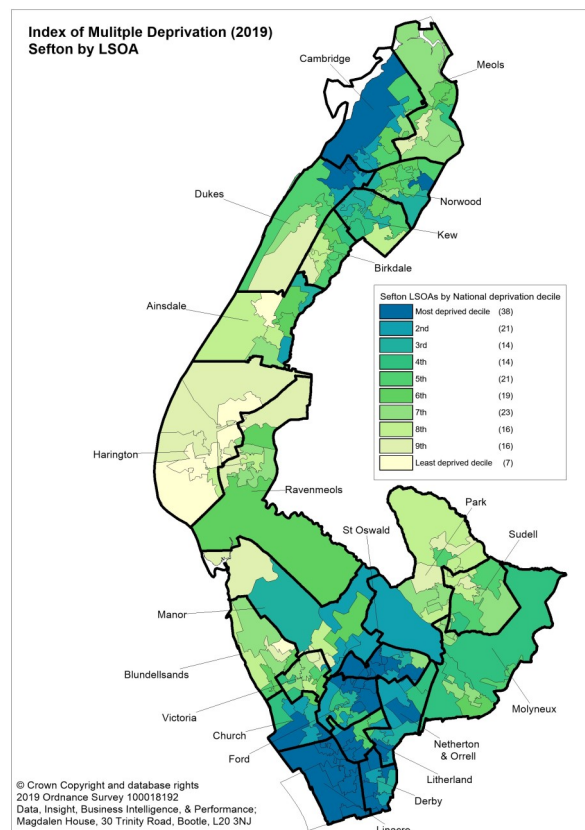 Index of Mulitple Deprivation (2019)
Sefton by LSOA
Cambridge
Meols
Dukes
Norwood
Kew
Birkdale
Ainsdale
Sefton LSOAs by National deprivation decile
Most deprived decile (38)
2nd (21)
3rd (14)
4th (14)
5th (21)
6th (19)
7th (23)
8th (16)
9th (16)
Least deprived decile (7)
Harington
Ravenmeols
Park
St Oswald
Sudell
Manor
Blundellsands
Molyneux
Victoria
Church
Netherton
& Orrell
Ford
Litherland
Derby
Linacre
© Crown Copyright and database rights
2019 Ordnance Survey 100018192
Data, Insight, Business Intelligence, & Performance;
Magdalen House, 30 Trinity Road, Bootle, L20 3NJ